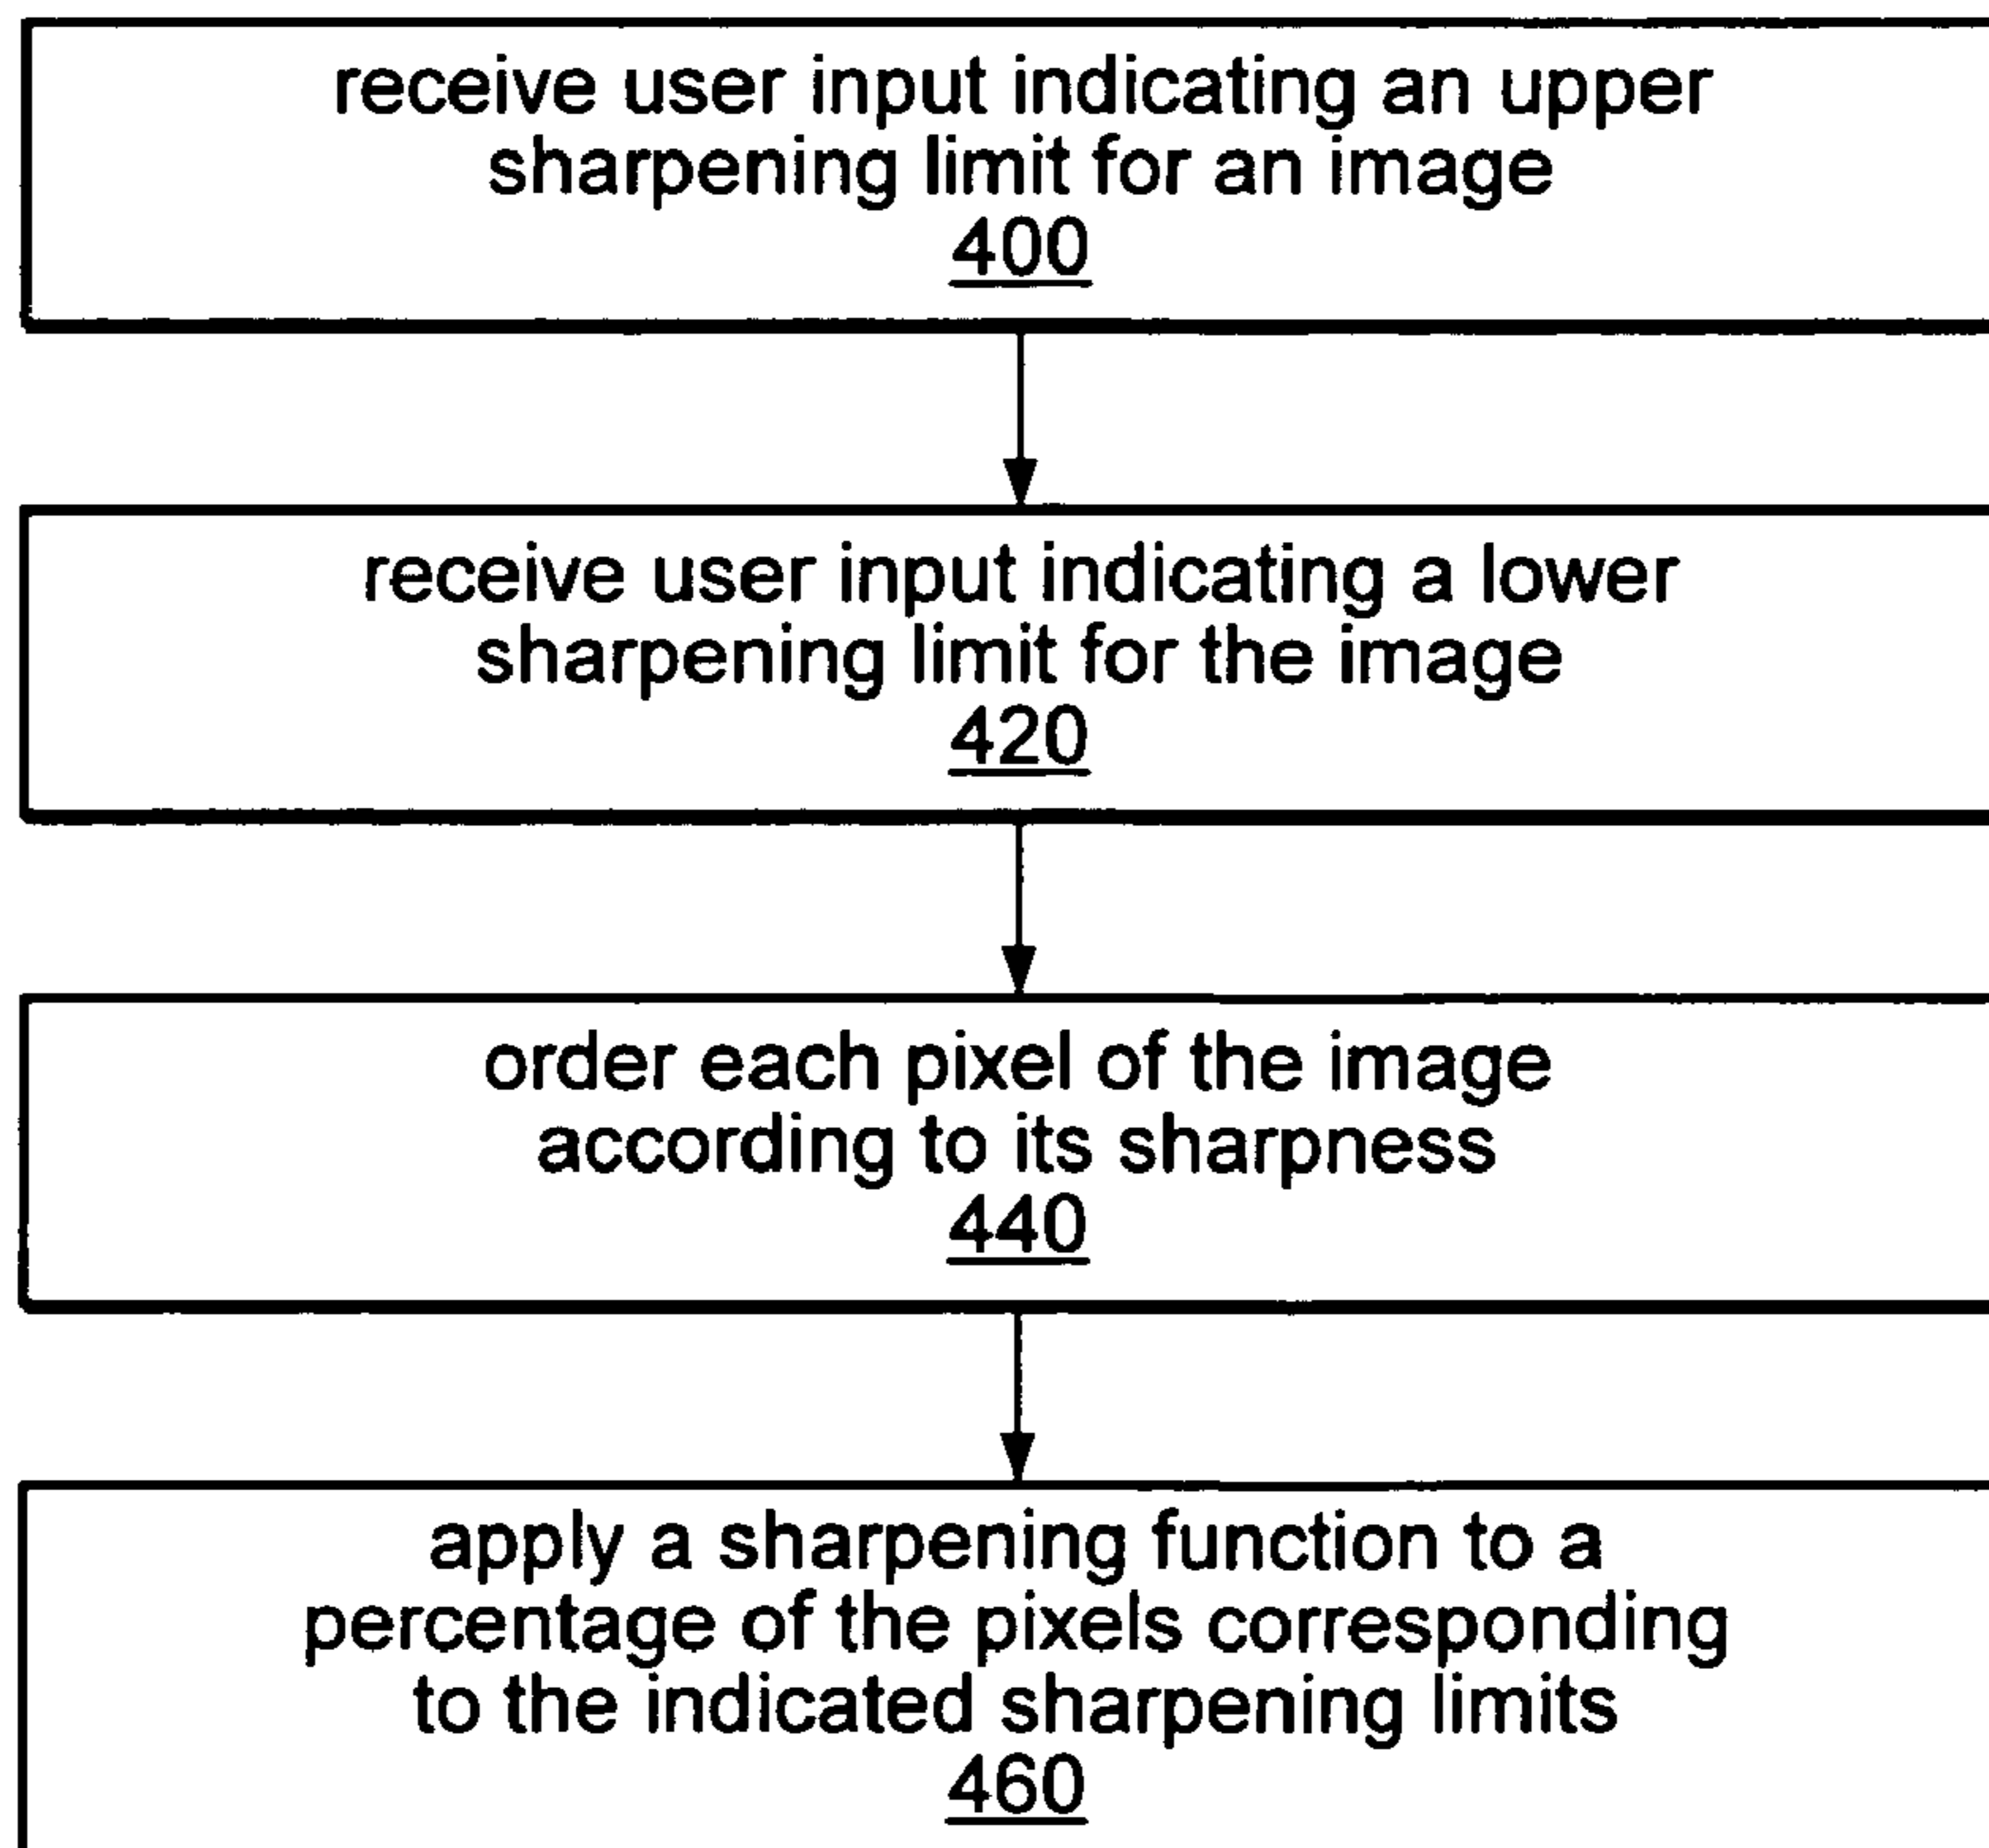 receive user input indicating an upper
sharpening limit for an image
400
receive user input indicating a lower
sharpening limit for the image
420
order each pixel of the image
according to its sharpness
440
apply a sharpening function to a
percentage of the pixels corresponding
to the indicated sharpening limits
460